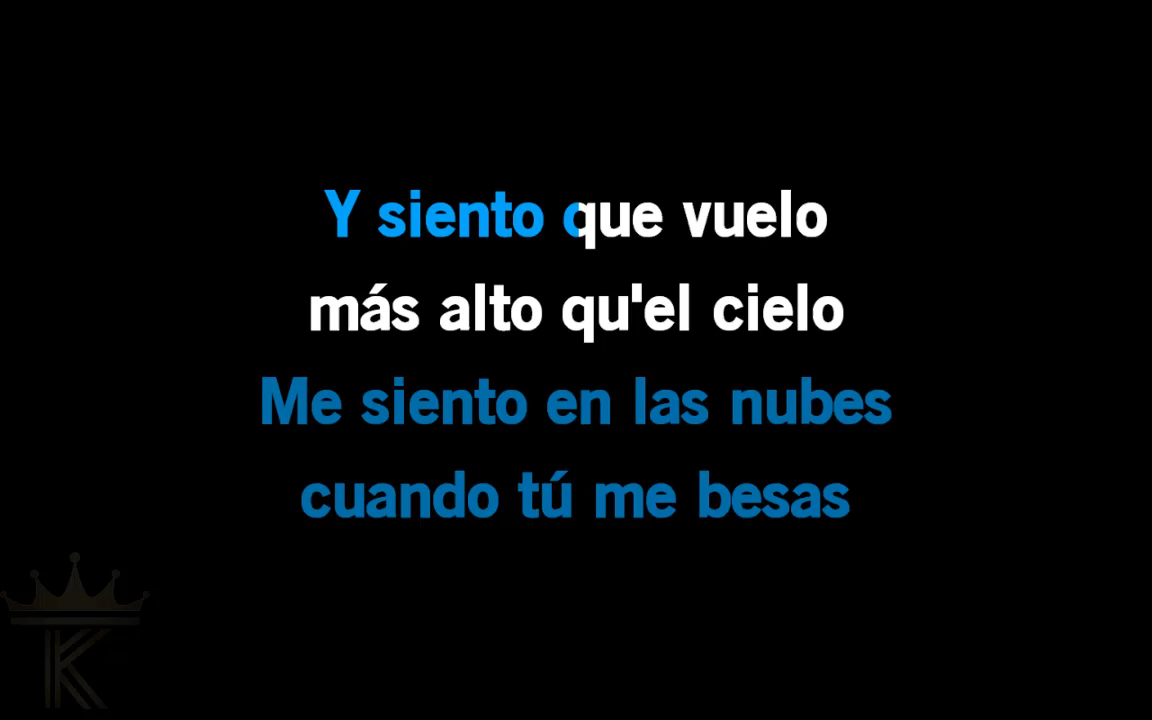 Y siento que vuelo
más alto qu'el cielo
Me siento en las nubes
cuando tú me besas
K